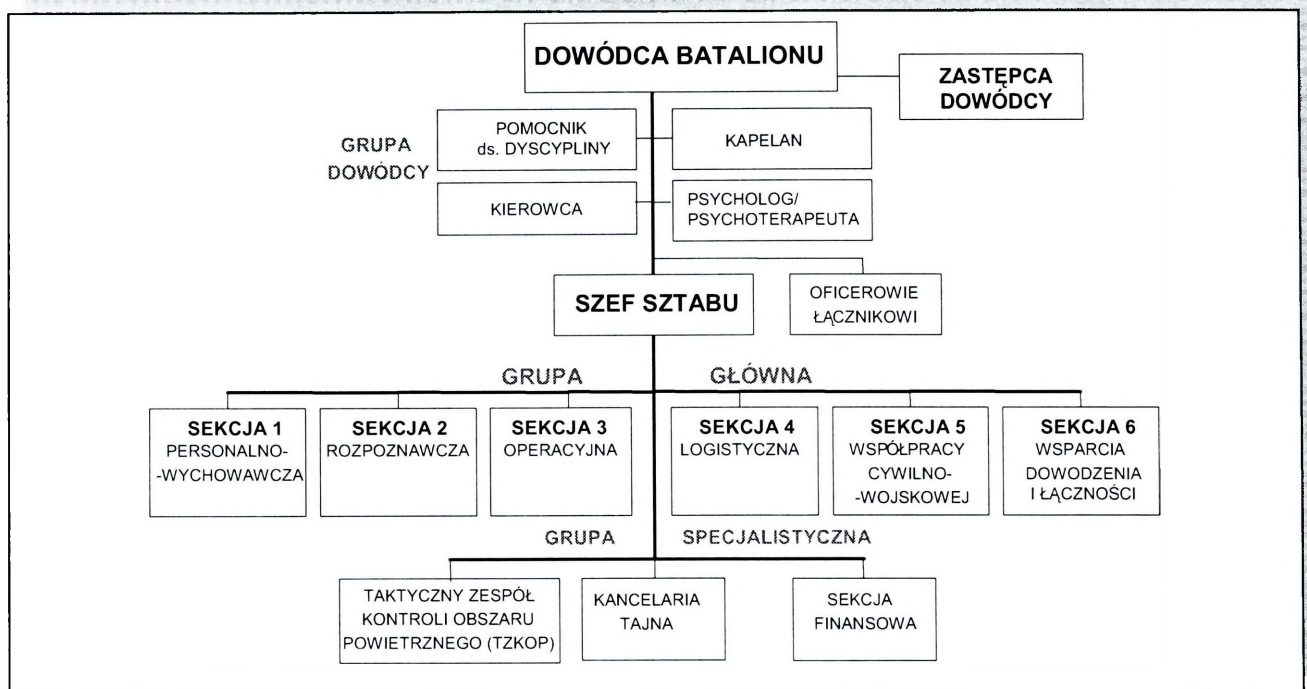 DOWÓDCA BATALIONU
ZASTĘPCA
DOWÓDCY
GRUPA
DOWÓDCY
POMOCNIK
ds. DYSCYPLINY
KAPELAN
KIEROWCA
PSYCHOLOG/
PSYCHOTERAPEUTA
SZEF SZTABU
OFICEROWIE
ŁĄCZNIKOWI
GRUPA GŁÓWNA
SEKCJA 1
PERSONALNO-
-WYCHOWAWCZA
SEKCJA 2
ROZPOZNAWCZA
SEKCJA 3
OPERACYJNA
SEKCJA 4
LOGISTYCZNA
SEKCJA 5
WSPÓŁPRACY
CYWILNO-
-WOJSKOWEJ
SEKCJA 6
WSPARCIA
DOWODZENIA
I ŁĄCZNOŚCI
GRUPA SPECJALISTYCZNA
TAKTYCZNY ZESPÓŁ
KONTROLI OBSZARU
POWIETRZNEGO (TZKOP)
KANCELARIA
TAJNA
SEKCJA
FINANSOWA